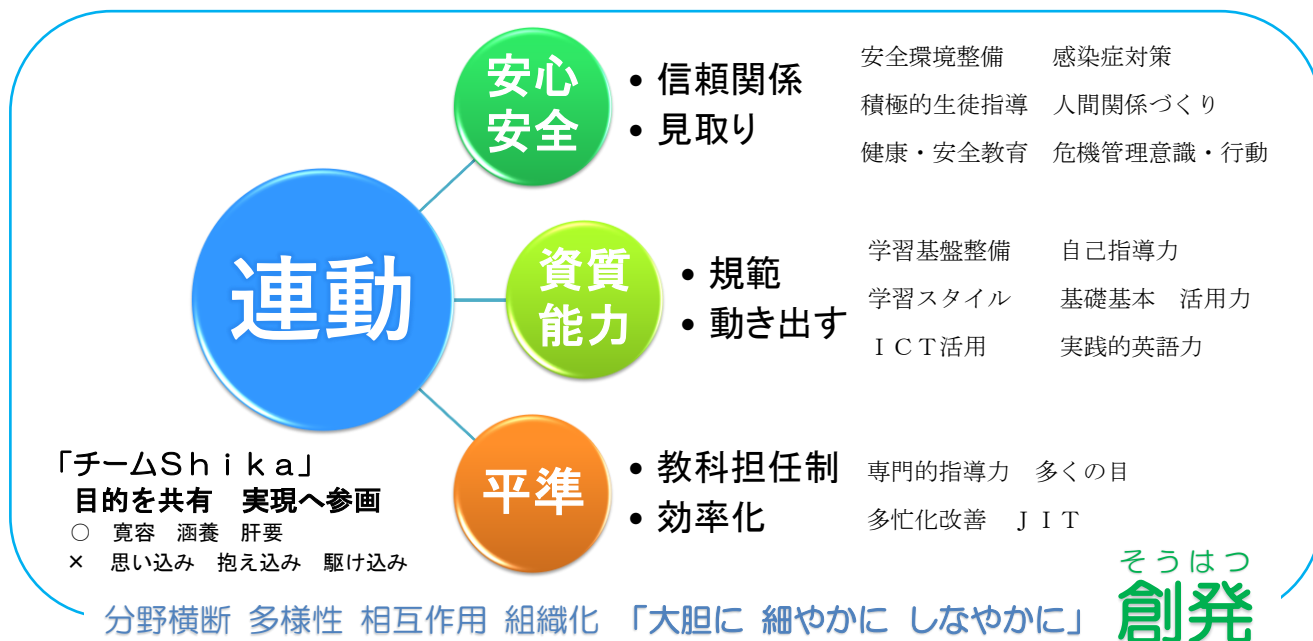 安心
安全
• 信頼関係
• 見取り
安全環境整備　感染症対策
積極的生徒指導　人間関係づくり
健康・安全教育　危機管理意識・行動
連動
資質
能力
• 規範
• 動き出す
学習基盤整備　自己指導力
学習スタイル　基礎基本　活用力
ＩＣＴ活用　実践的英語力
平準
• 教科担任制
• 効率化
専門的指導力　多くの目
多忙化改善　ＪＩＴ
「チームＳｈｉｋａ」
目的を共有　実現へ参画
○　寛容　涵養　肝要
×　思い込み　抱え込み　駆け込み
分野横断 多様性 相互作用 組織化 「大胆に 細やかに しなやかに」
そうはつ
創発